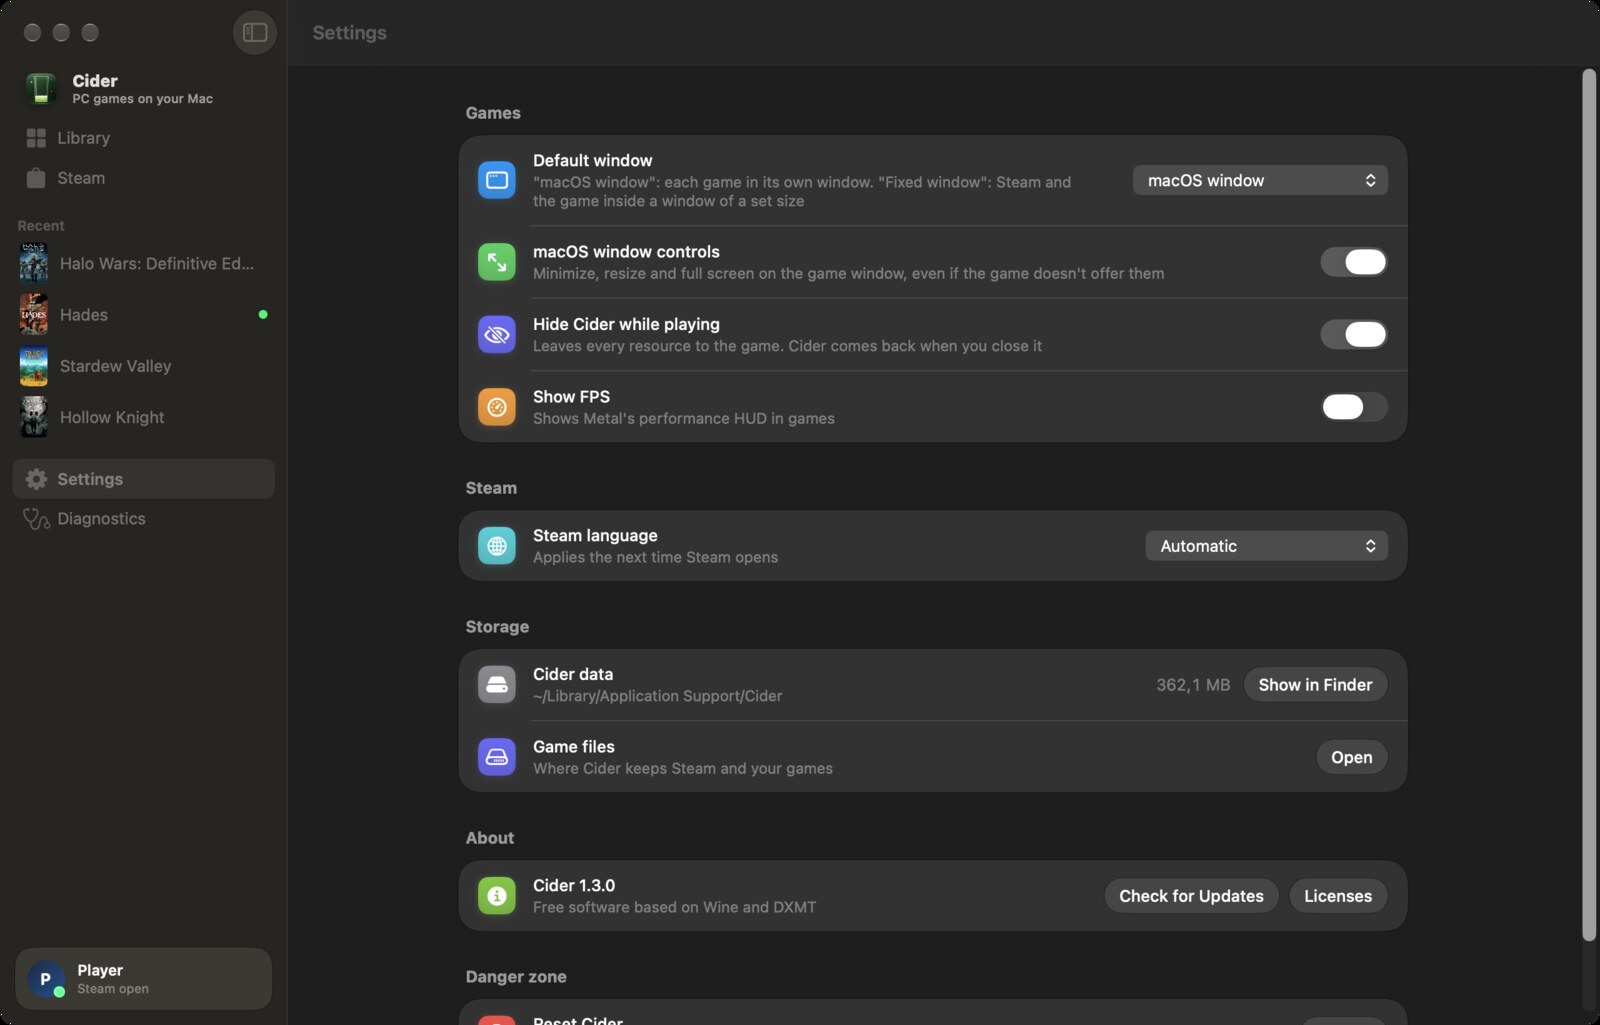 Settings
Cider
PC games on your Mac
Library
Steam
Recent
Halo Wars: Definitive Ed...
Hades
Stardew Valley
Hollow Knight
Settings
Diagnostics
Player
Steam open
P
Games
Default window
"macOS window": each game in its own window. "Fixed window": Steam and
the game inside a window of a set size
macOS window
macOS window controls
Minimize, resize and full screen on the game window, even if the game doesn't offer them
Hide Cider while playing
Leaves every resource to the game. Cider comes back when you close it
Show FPS
Shows Metal's performance HUD in games
Steam
Steam language
Applies the next time Steam opens
Automatic
Storage
Cider data
~/Library/Application Support/Cider
362,1 MB
Show in Finder
Game files
Where Cider keeps Steam and your games
Open
About
Cider 1.3.0
Free software based on Wine and DXMT
Check for Updates
Licenses
Danger zone
Reset Cider